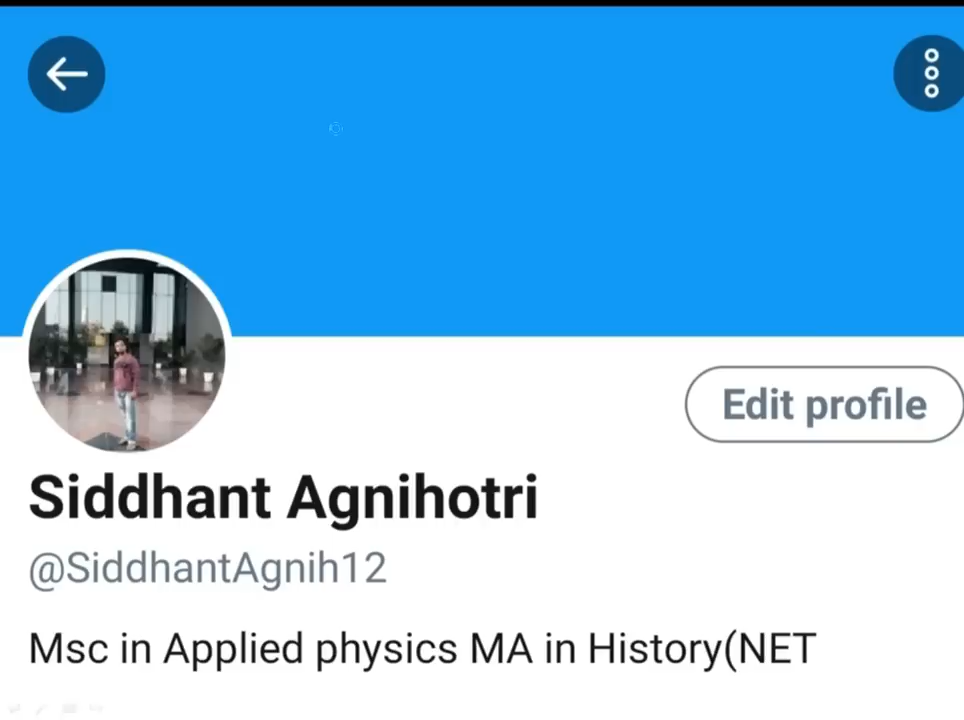 Edit profile
Siddhant Agnihotri
@SiddhantAgnih12
Msc in Applied physics MA in History(NET